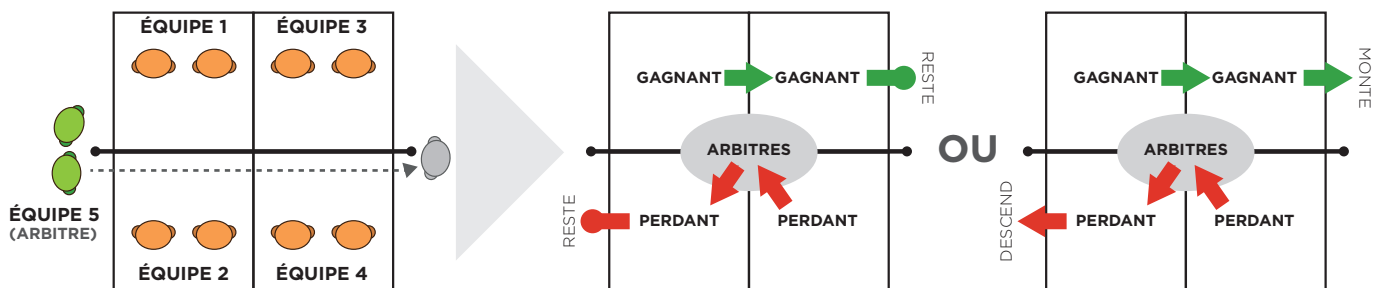 ÉQUIPE 1
ÉQUIPE 3
ÉQUIPE 5
(ARBITRE)
ÉQUIPE 2
ÉQUIPE 4
GAGNANT
GAGNANT
RESTE
ARBITRES
RESTE
PERDANT
PERDANT
OU
GAGNANT
GAGNANT
MONTE
ARBITRES
DESCEND
PERDANT
PERDANT